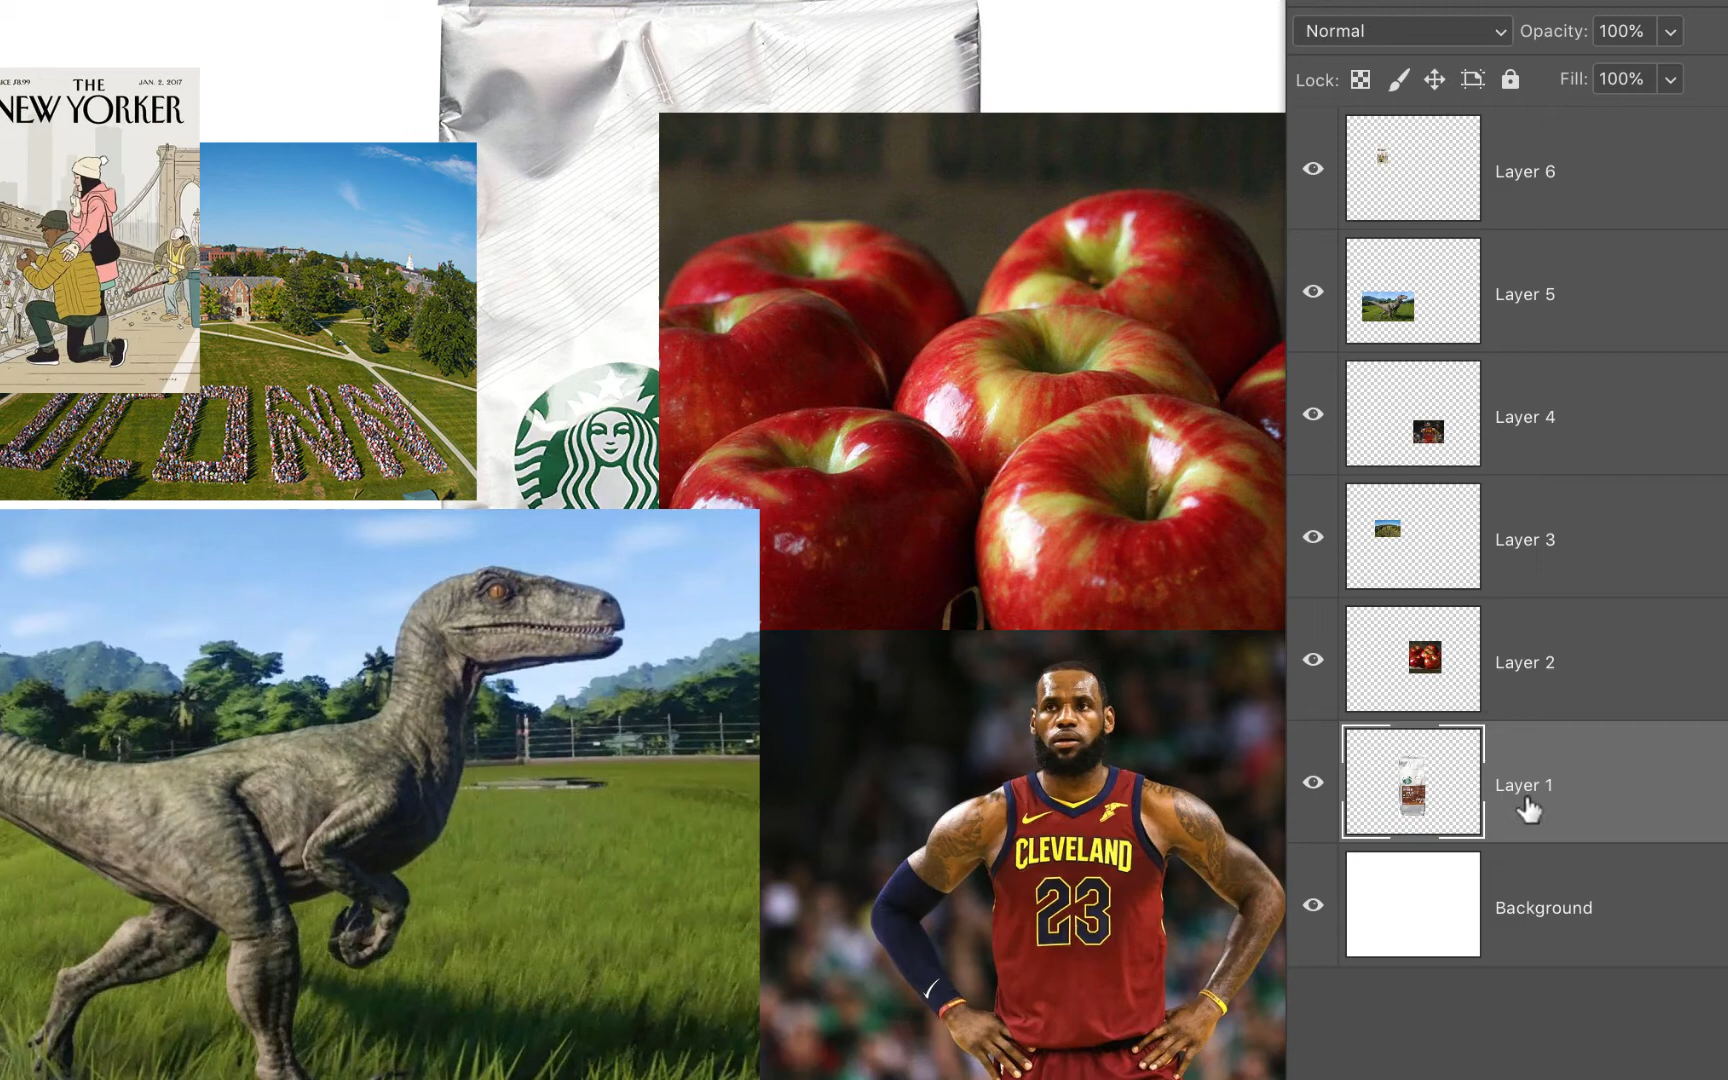 Normal
Opacity: 100%
Lock:
Fill: 100%
THE
NEW YORKER
JAN. 2, 2017
UCONN
CLEVELAND
23
Layer 6
Layer 5
Layer 4
Layer 3
Layer 2
Layer 1
Background